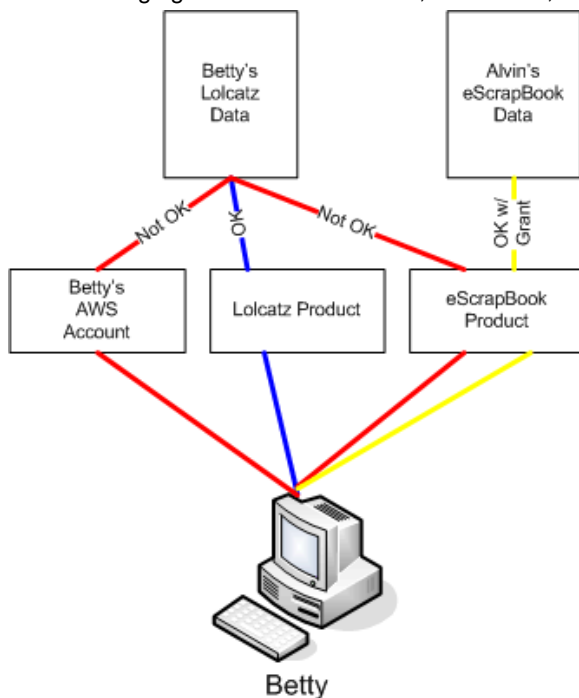 Betty's
Lolcatz
Data
Alvin's
eScrapBook
Data
Not OK
OK
Not OK
OK w/
Grant
Betty's
AWS
Account
Lolcatz Product
eScrapBook
Product
Betty